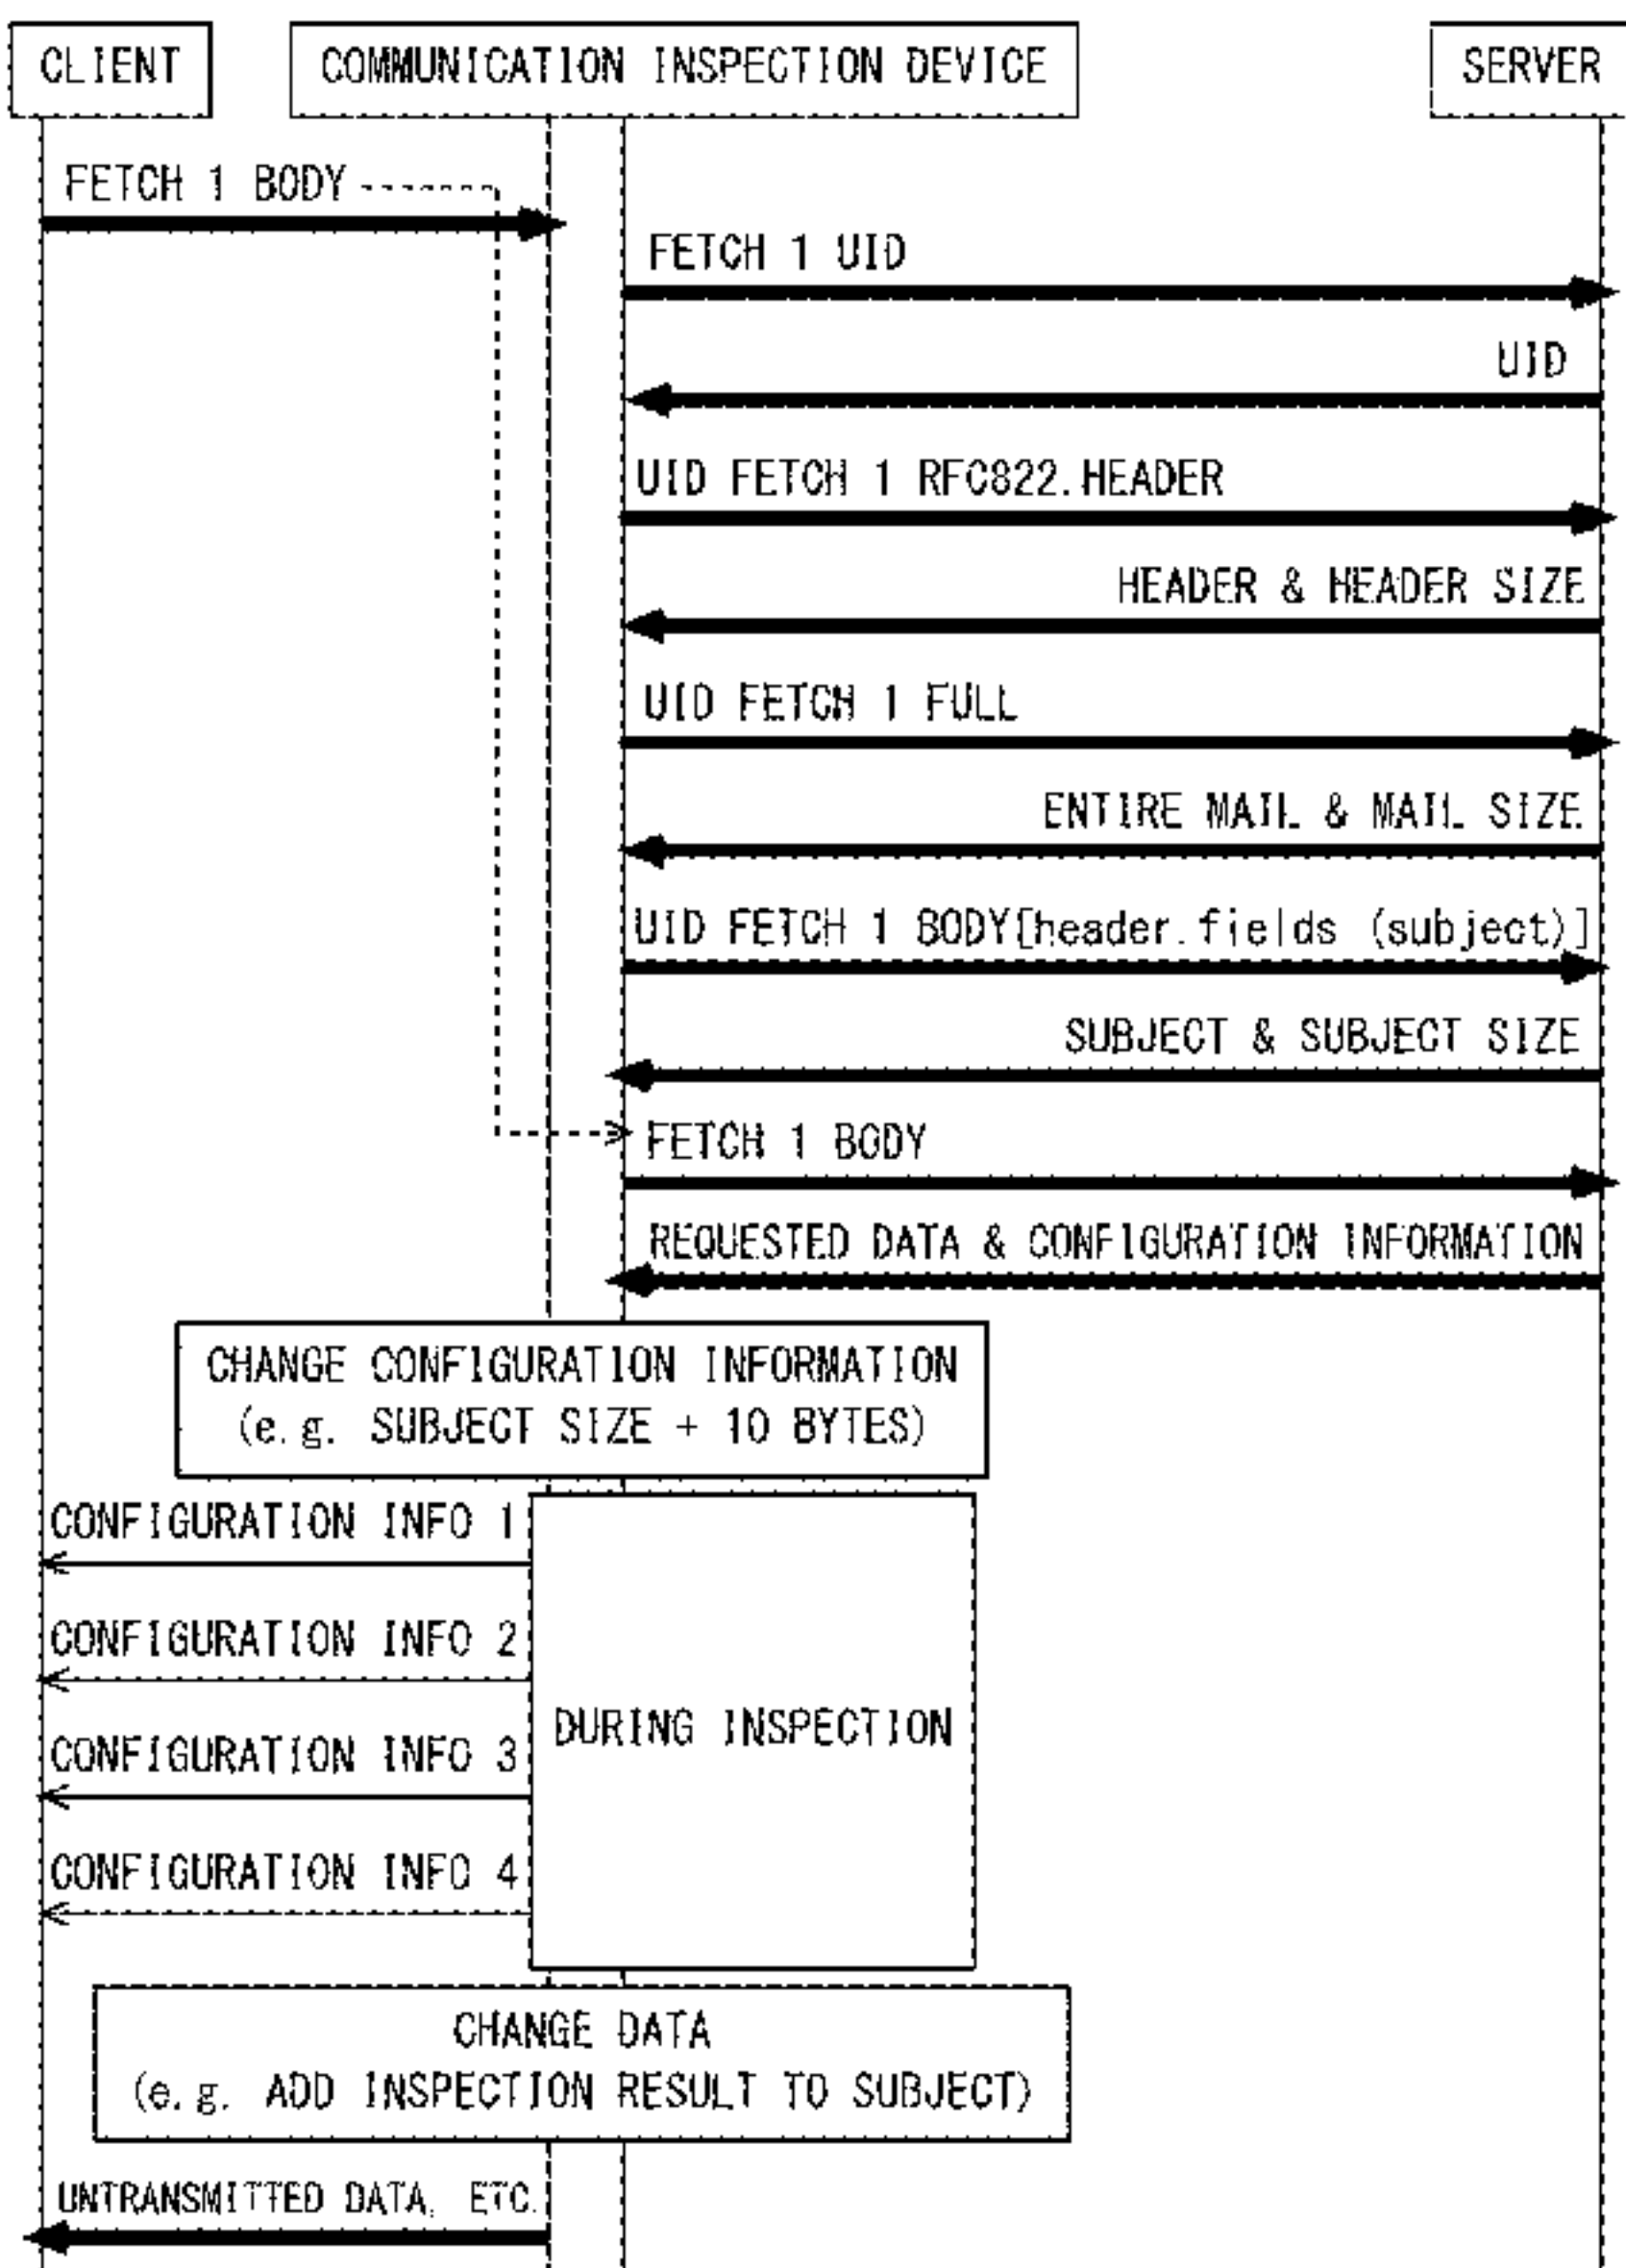 CLIENT
COMMUNICATION INSPECTION DEVICE
SERVER
FETCH 1 BODY
FETCH 1 UID
UID
UID FETCH 1 RFC822.HEADER
HEADER & HEADER SIZE
UID FETCH 1 FULL
ENTIRE MAIL & MAIL SIZE
UID FETCH 1 BODY[header.fields (subject)]
SUBJECT & SUBJECT SIZE
FETCH 1 BODY
REQUESTED DATA & CONFIGURATION INFORMATION
CHANGE CONFIGURATION INFORMATION
(e.g. SUBJECT SIZE + 10 BYTES)
CONFIGURATION INFO 1
CONFIGURATION INFO 2
CONFIGURATION INFO 3
CONFIGURATION INFO 4
DURING INSPECTION
CHANGE DATA
(e.g. ADD INSPECTION RESULT TO SUBJECT)
UNTRANSMITTED DATA, ETC.